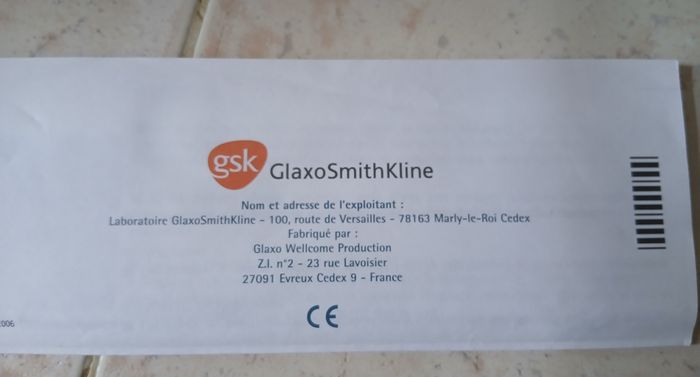 gsk GlaxoSmithKline
Nom et adresse de l'exploitant :
Laboratoire GlaxoSmithKline - 100, route de Versailles - 78163 Marly-le-Roi Cedex
Fabriqué par :
Glaxo Wellcome Production
Z.I. n°2 - 23 rue Lavoisier
27091 Evreux Cedex 9 - France
2006
CE